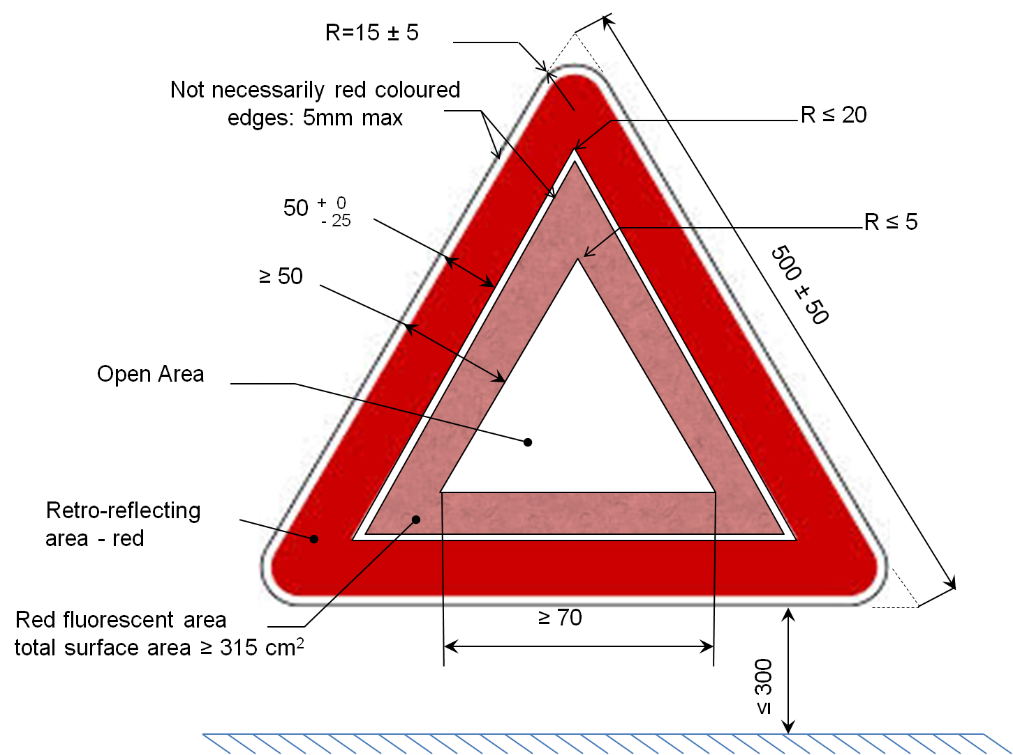 R=15 ± 5
Not necessarily red coloured
edges: 5mm max
R ≤ 20
50 + 0
- 25
R ≤ 5
≥ 50
500 ± 50
Open Area
Retro-reflecting
area - red
Red fluorescent area
total surface area ≥ 315 cm²
≥ 70
≤ 300